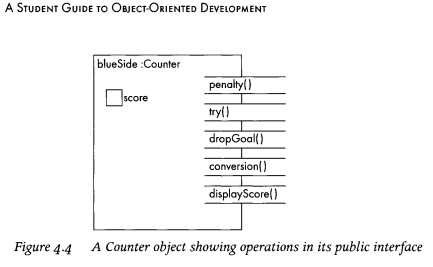 A STUDENT GUIDE TO OBJECT-ORIENTED DEVELOPMENT
blueSide :Counter
score
penalty()
try()
dropGoal()
conversion()
displayScore()
Figure 4.4 A Counter object showing operations in its public interface